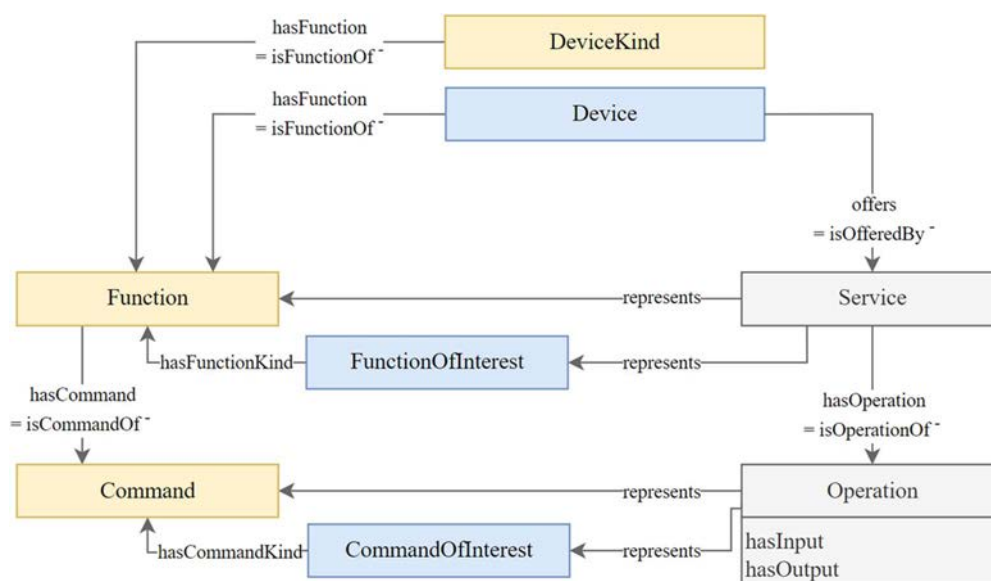 hasFunction
= isFunctionOf -
DeviceKind
hasFunction
= isFunctionOf -
Device
offers
= isOfferedBy -
Function
represents
Service
hasFunctionKind
FunctionOfInterest
represents
hasCommand
= isCommandOf -
hasOperation
= isOperationOf -
Command
represents
Operation
hasCommandKind
CommandOfInterest
represents
hasInput
hasOutput